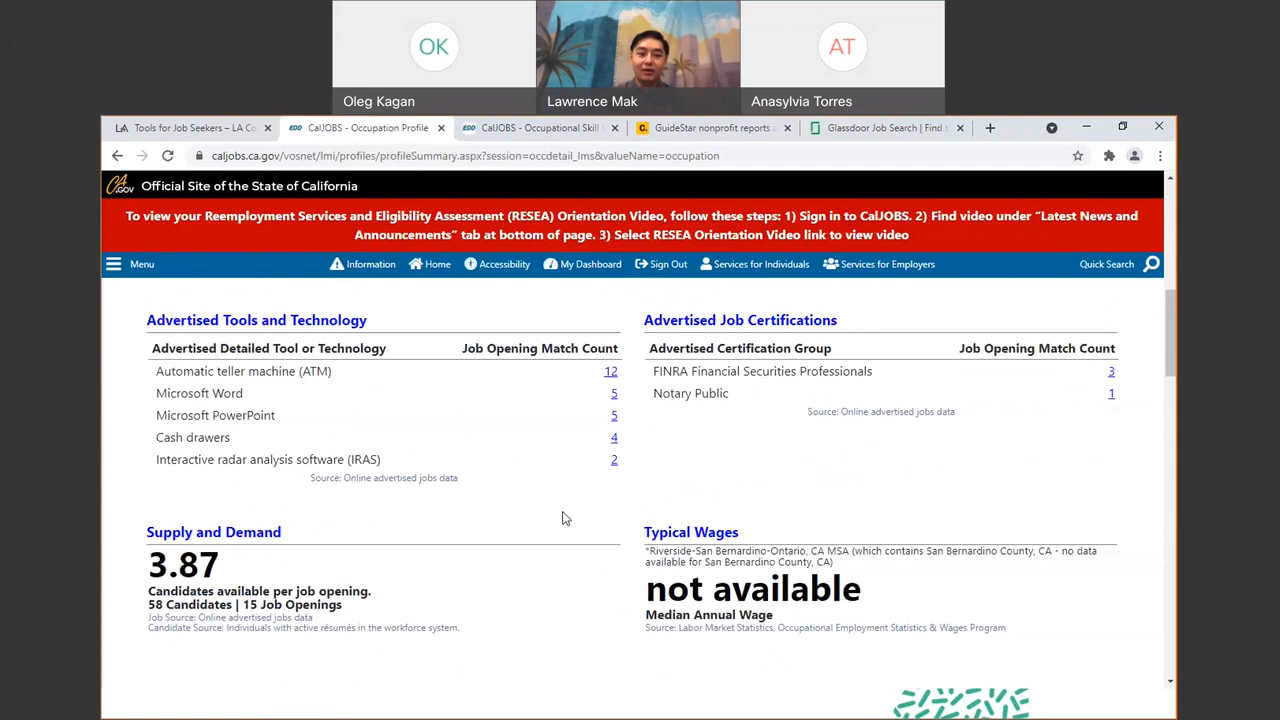 OK
AT
Oleg Kagan
Lawrence Mak
Anasylvia Torres
LA Tools for Job Seekers – LA Co
EDD CalJOBS - Occupation Profile
EDD CalJOBS - Occupational Skill
GuideStar nonprofit reports a
Glassdoor Job Search | Find t
caljobs.ca.gov/vosnet/lmi/profiles/profileSummary.aspx?session=occdetail_lms&valueName=occupation
CA.GOV Official Site of the State of California
To view your Reemployment Services and Eligibility Assessment (RESEA) Orientation Video, follow these steps: 1) Sign in to CalJOBS. 2) Find video under “Latest News and
Announcements” tab at bottom of page. 3) Select RESEA Orientation Video link to view video
Menu Information Home Accessibility My Dashboard Sign Out Services for Individuals Services for Employers Quick Search
Advertised Tools and Technology
Advertised Detailed Tool or Technology Job Opening Match Count
Automatic teller machine (ATM) 12
Microsoft Word 5
Microsoft PowerPoint 5
Cash drawers 4
Interactive radar analysis software (IRAS) 2
Source: Online advertised jobs data
Advertised Job Certifications
Advertised Certification Group Job Opening Match Count
FINRA Financial Securities Professionals 3
Notary Public 1
Source: Online advertised jobs data
Supply and Demand
3.87
Candidates available per job opening.
58 Candidates | 15 Job Openings
Job Source: Online advertised jobs data
Candidate Source: Individuals with active résumés in the workforce system.
Typical Wages
*Riverside-San Bernardino-Ontario, CA MSA (which contains San Bernardino County, CA - no data
available for San Bernardino County, CA)
not available
Median Annual Wage
Source: Labor Market Statistics, Occupational Employment Statistics & Wages Program